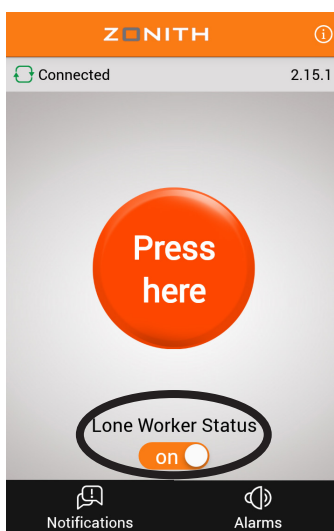 ZONITH
Connected 2.15.1
Press
here
Lone Worker Status
on
Notifications Alarms